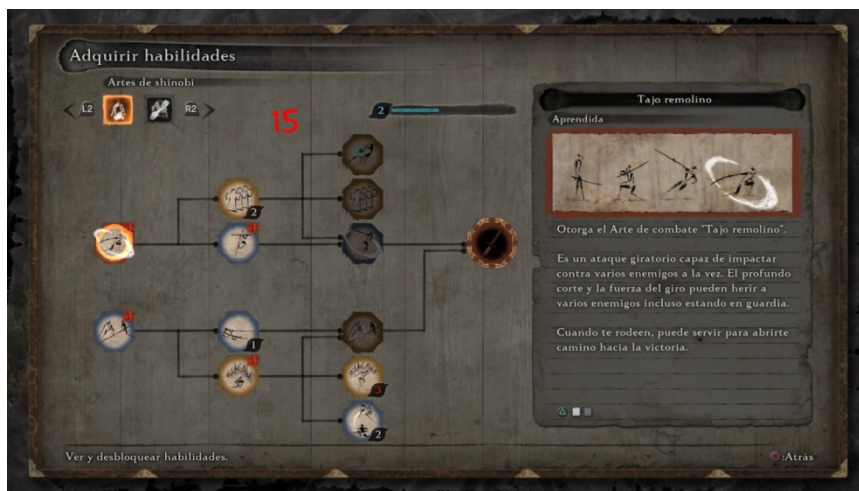 Adquirir habilidades
Artes de shinobi
L2
R2
15
2
2
1
3
2
Tajo remolino
Aprendida
Otorga el Arte de combate "Tajo remolino".
Es un ataque giratorio capaz de impactar
contra varios enemigos a la vez. El profundo
corte y la fuerza del giro pueden herir a
varios enemigos incluso estando en guardia.
Cuando te rodeen, puede servir para abrirte
camino hacia la victoria.
Ver y desbloquear habilidades.
:Atrás